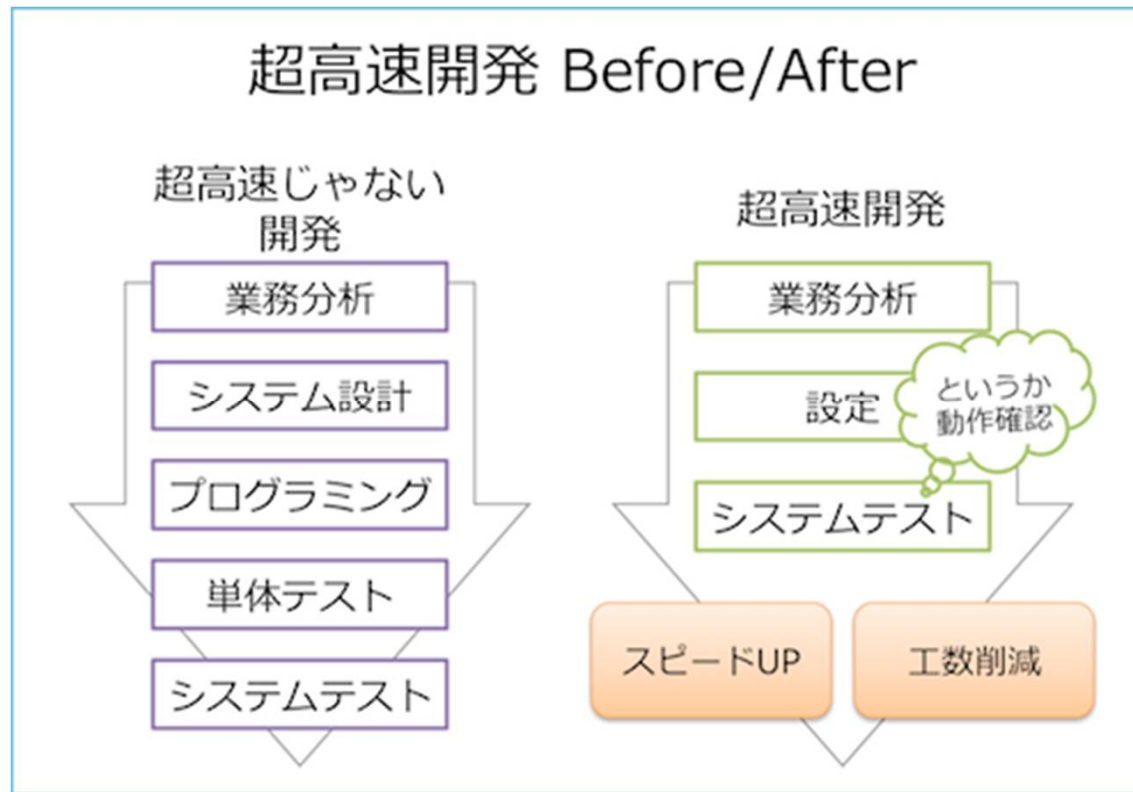 超高速開発 Before/After
超高速じゃない
開発
業務分析
システム設計
プログラミング
単体テスト
システムテスト
超高速開発
業務分析
設定
というか
動作確認
システムテスト
スピードUP
工数削減